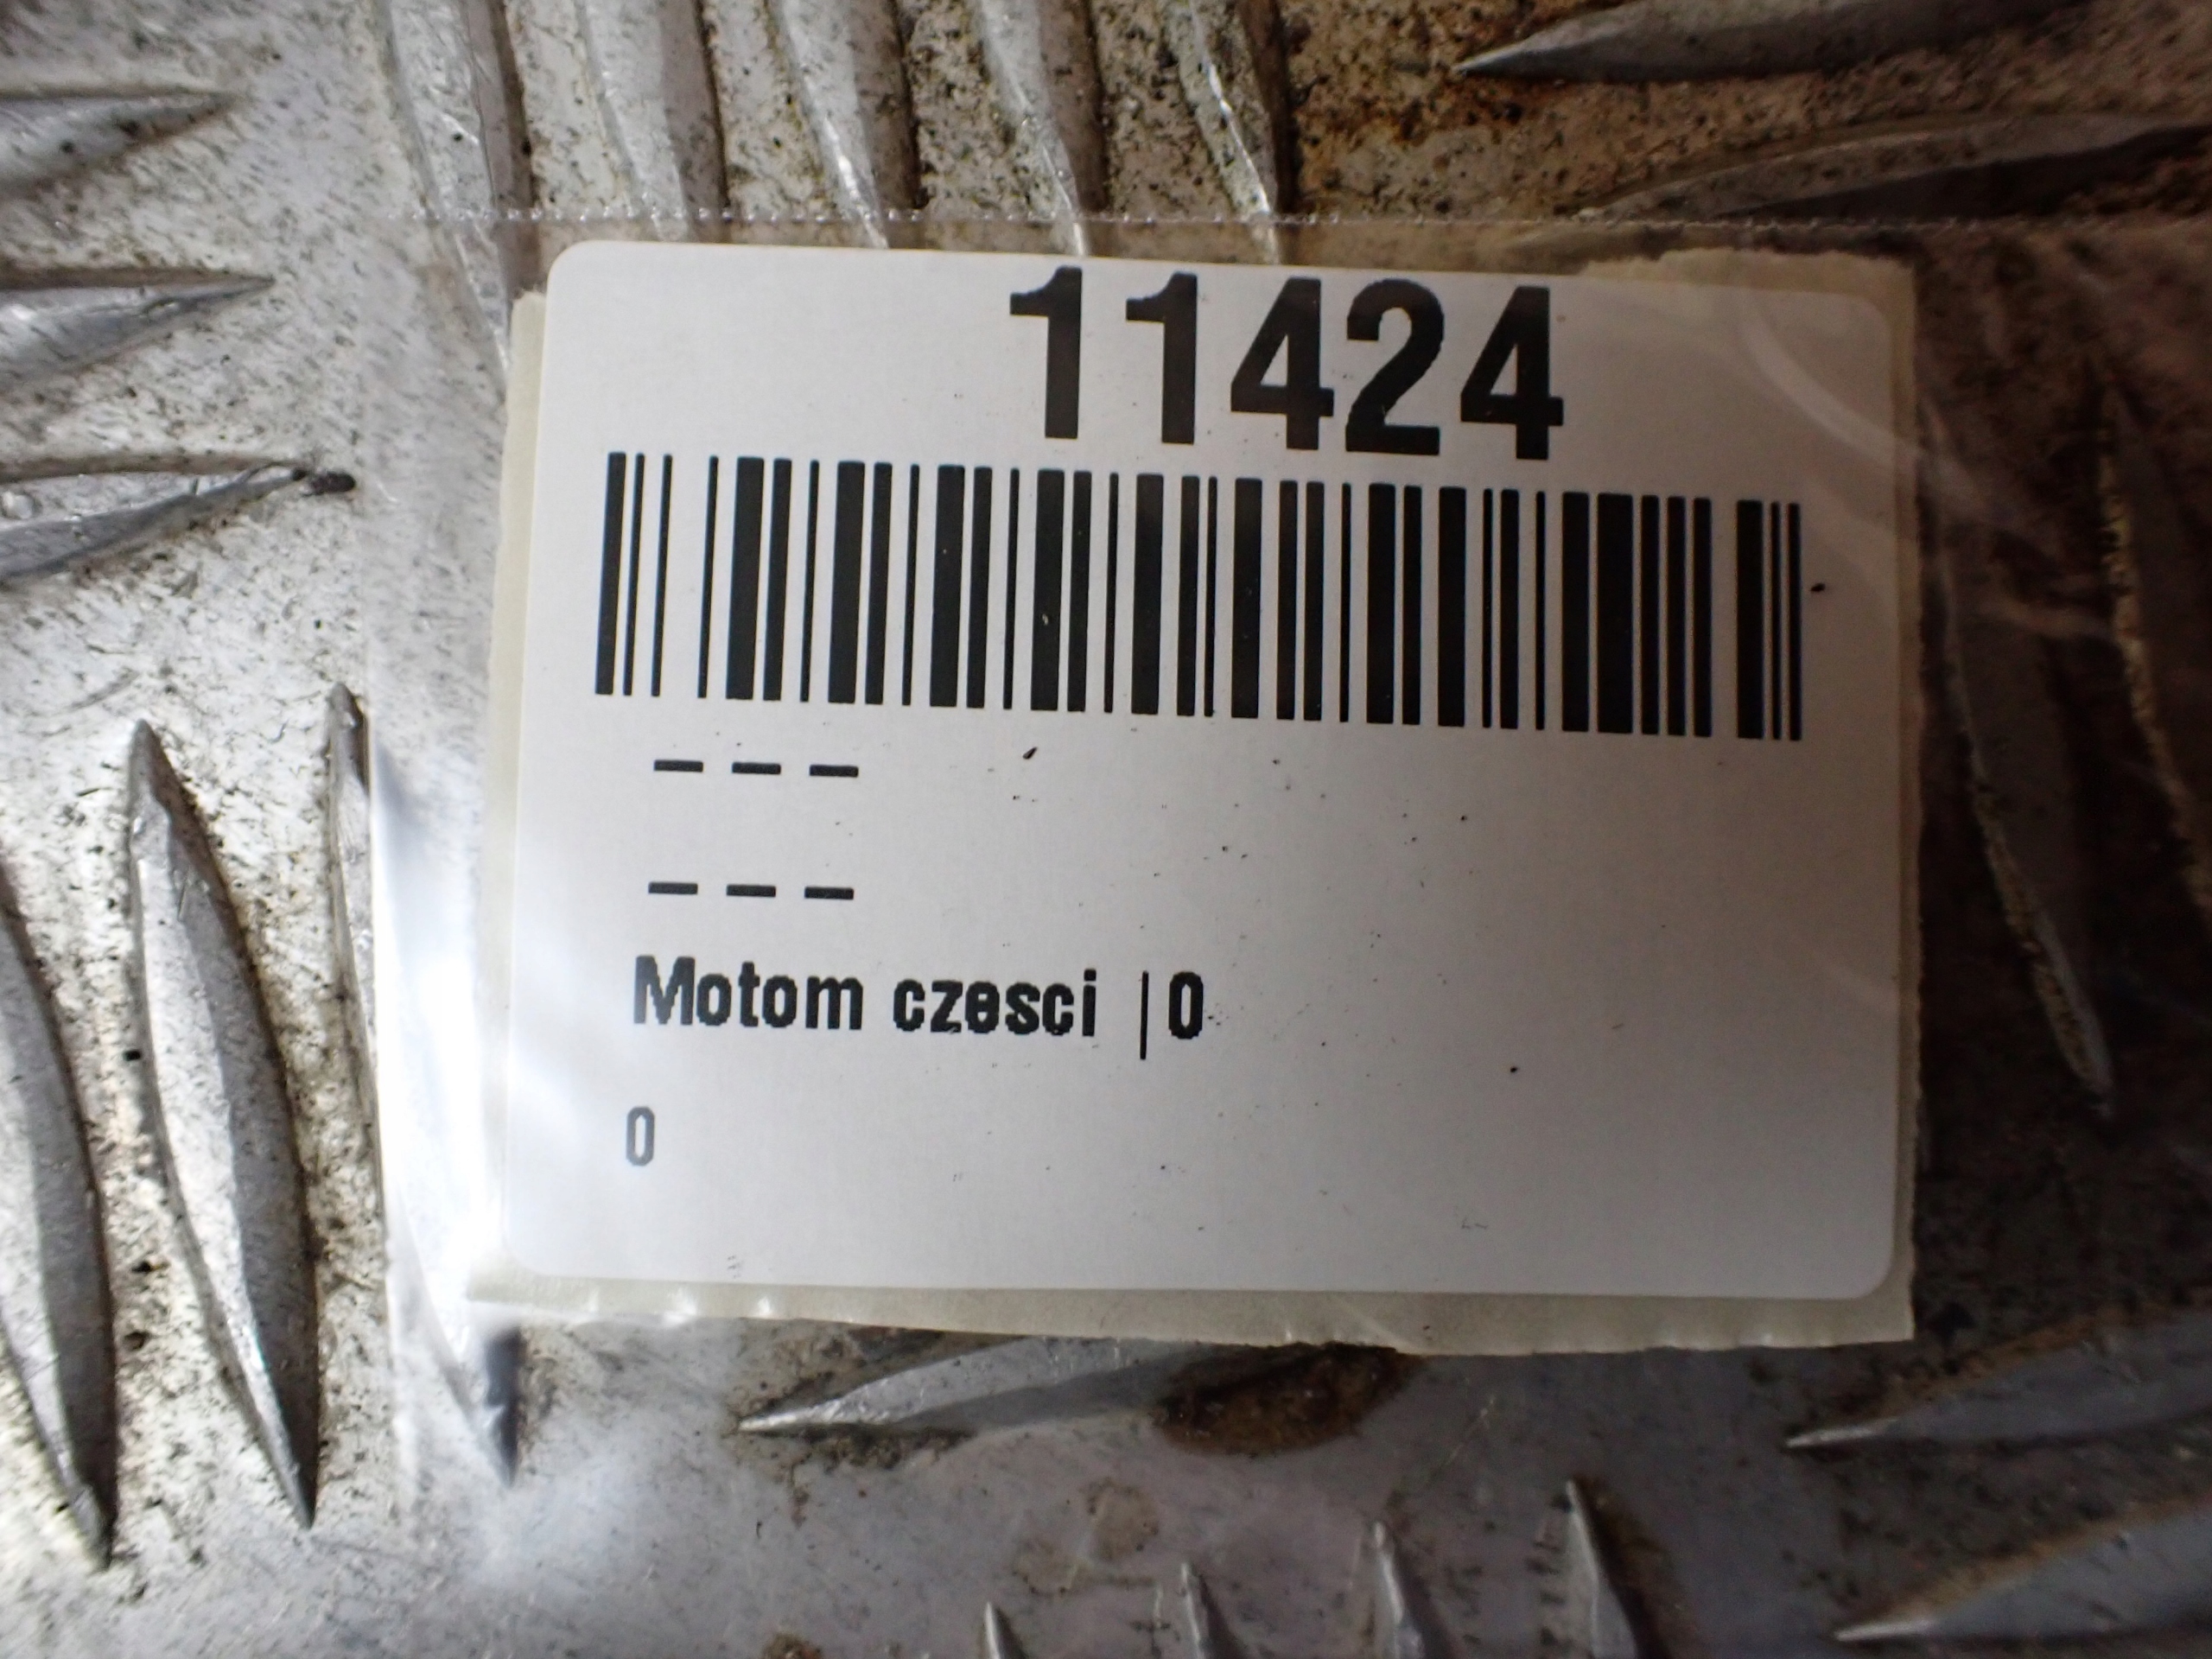 11424
---
---
Motom czesci |0
0